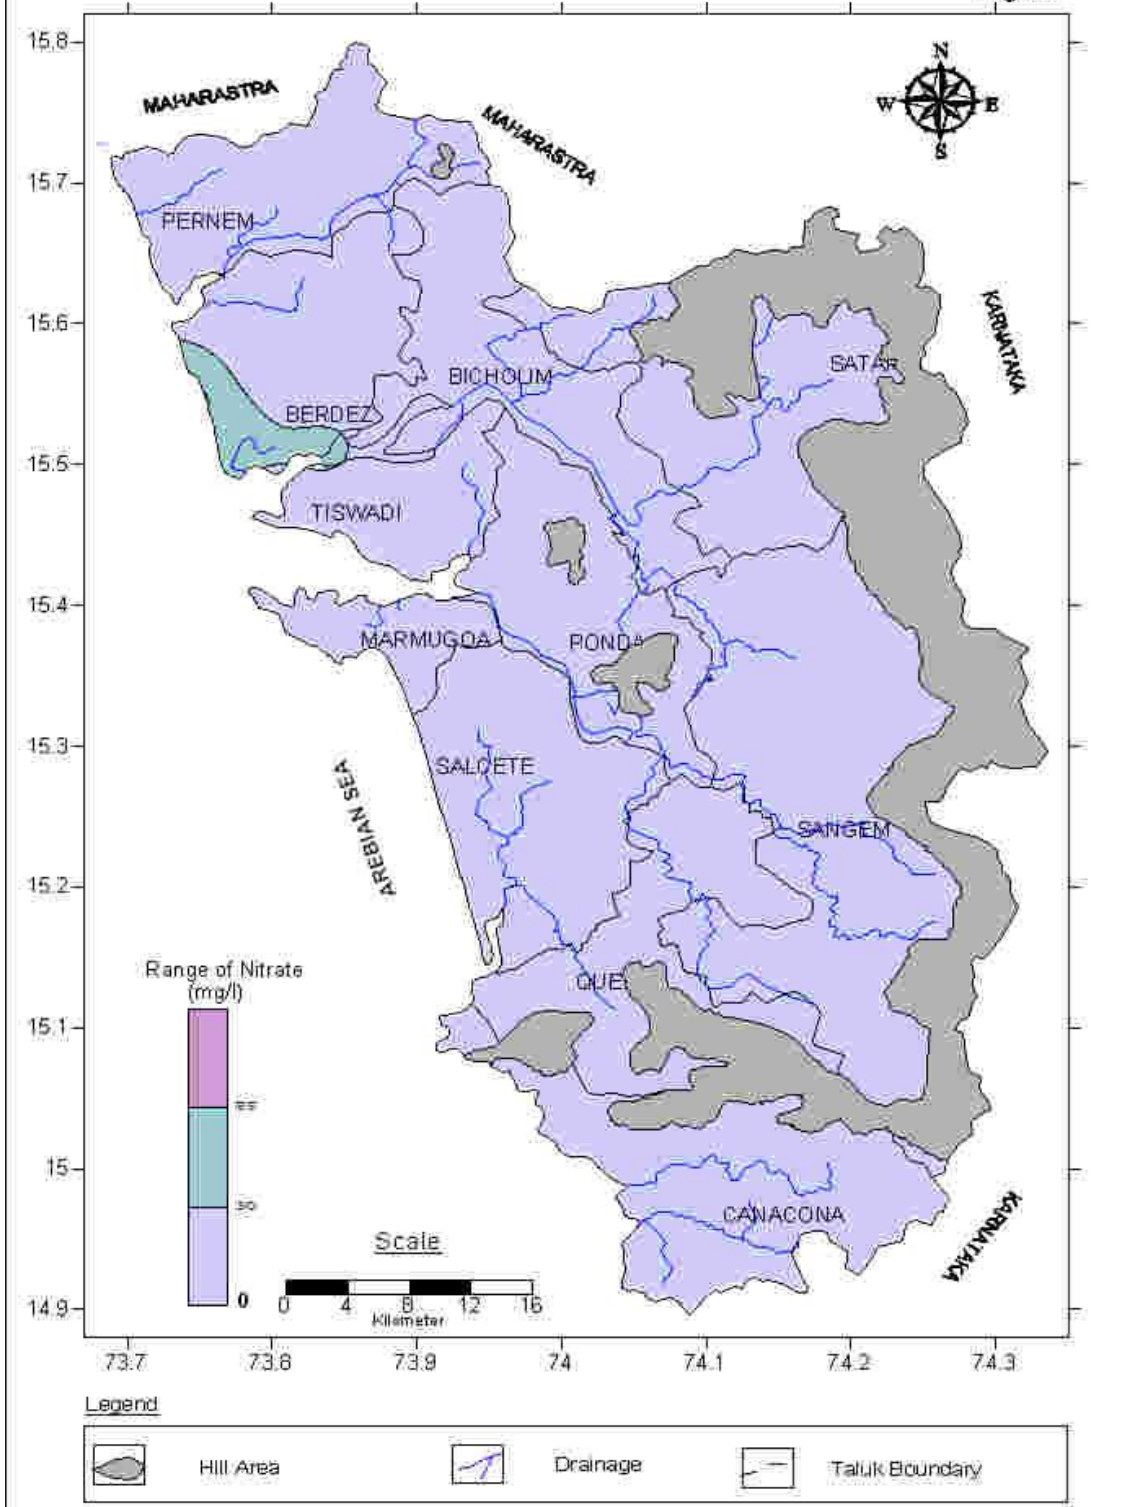 15.8
N
MAHARASTRA
MAHARASTRA
W
E
S
15.7
PERNEM
15.6
KARNATAKA
SATAR
BICHOLIM
BERDEZ
15.5
TISWADI
15.4
MARMUGOA
PONDA
15.3
SALCETE
AREBIAN SEA
SANGEM
15.2
Range of Nitrate
(mg/l)
QUE
15.1
15
KARNATAKA
CANACONA
Scale
0
0 4 8 12 16
Kilometer
14.9
73.7 73.8 73.9 74 74.1 74.2 74.3
Legend
Hill Area
Drainage
Taluk Boundary